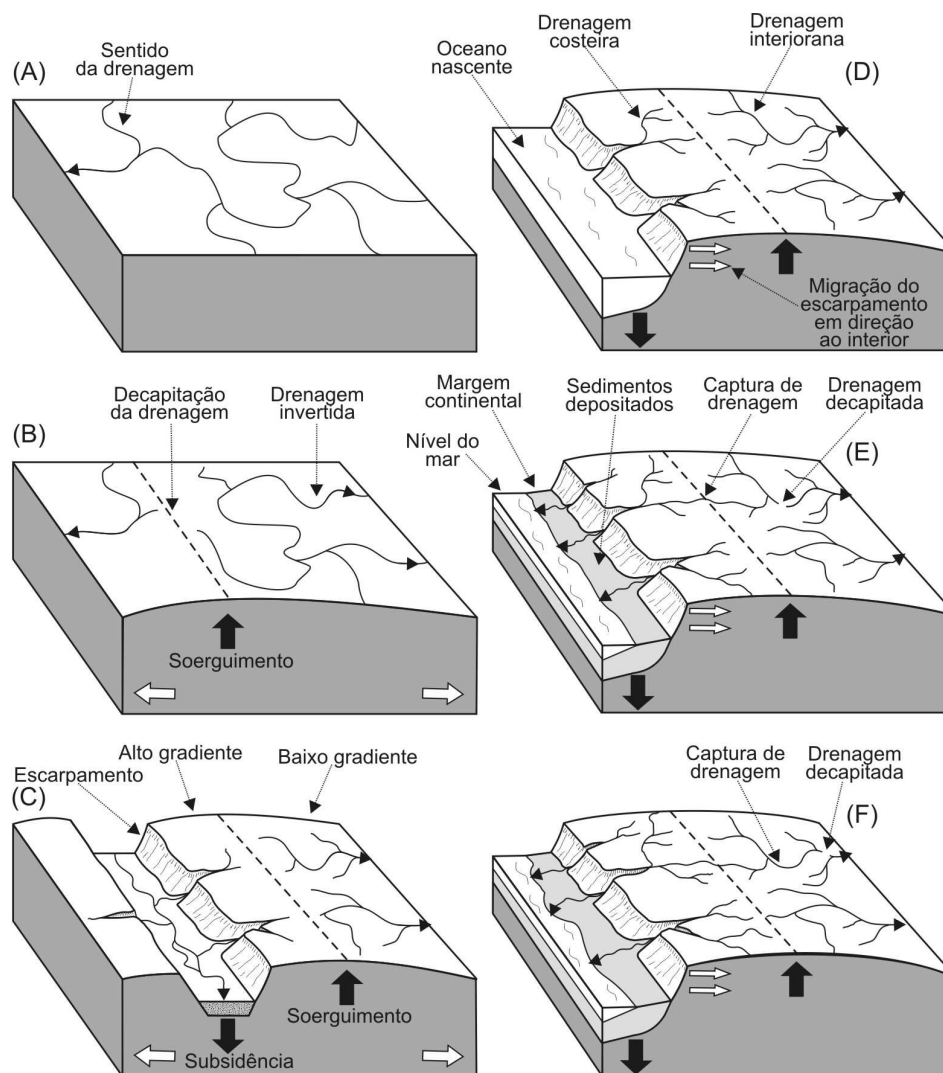 (A)
Sentido
da drenagem
(B)
Decapitação
da drenagem
Drenagem
invertida
Soerguimento
(C)
Escarpamento
Alto gradiente
Baixo gradiente
Soerguimento
Subsidência
(D)
Oceano
nascente
Drenagem
costeira
Drenagem
interiorana
Migração do
escarpamento
em direção
ao interior
(E)
Nível do
mar
Margem
continental
Sedimentos
depositados
Captura de
drenagem
Drenagem
decapitada
(F)
Captura de
drenagem
Drenagem
decapitada